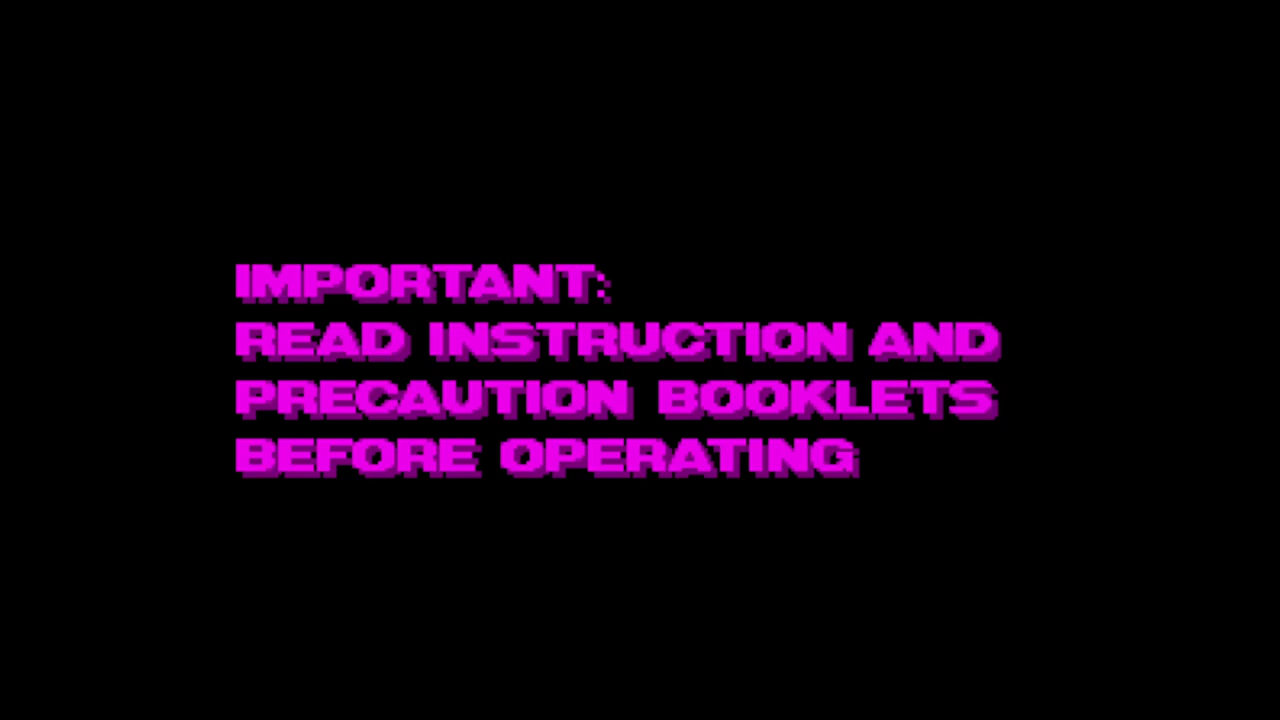 IMPORTANT:
READ INSTRUCTION AND
PRECAUTION BOOKLETS
BEFORE OPERATING